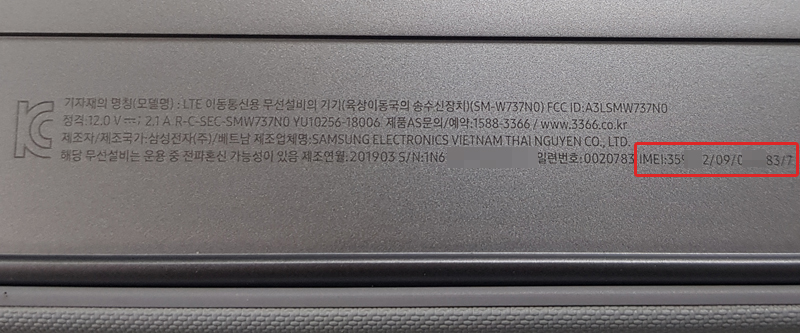 기자재의 명칭(모델명) : LTE 이동통신용 무선설비의 기기(육상이동국의 송수신장치)(SM-W737N0) FCC ID:A3LSMW737N0
정격:12.0 V⎓ 2.1 A R-C-SEC-SMW737N0 YU10256-18006 제품AS문의/예약:1588-3366 / www.3366.co.kr
제조자/제조국가:삼성전자(주)/베트남 제조업체명:SAMSUNG ELECTRONICS VIETNAM THAI NGUYEN CO., LTD.
해당 무선설비는 운용 중 전파혼신 가능성이 있음 제조연월:201903 S/N:1N6 일련번호:0020783 IMEI:359 2/09/0 83/7